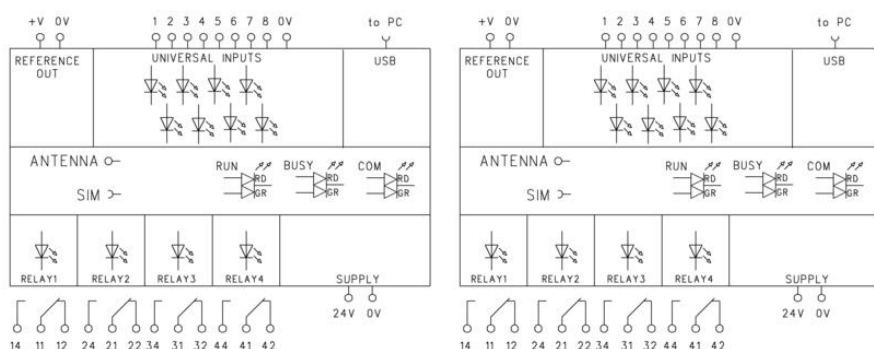 +V 0V 1 2 3 4 5 6 7 8 0V to PC
REFERENCE OUT UNIVERSAL INPUTS USB
ANTENNA RUN BUSY COM
RD RD RD
SIM GR GR GR
RELAY1 RELAY2 RELAY3 RELAY4 SUPPLY
24V 0V
14 11 12 24 21 22 34 31 32 44 41 42
+V 0V 1 2 3 4 5 6 7 8 0V to PC
REFERENCE OUT UNIVERSAL INPUTS USB
ANTENNA RUN BUSY COM
RD RD RD
SIM GR GR GR
RELAY1 RELAY2 RELAY3 RELAY4 SUPPLY
24V 0V
14 11 12 24 21 22 34 31 32 44 41 42